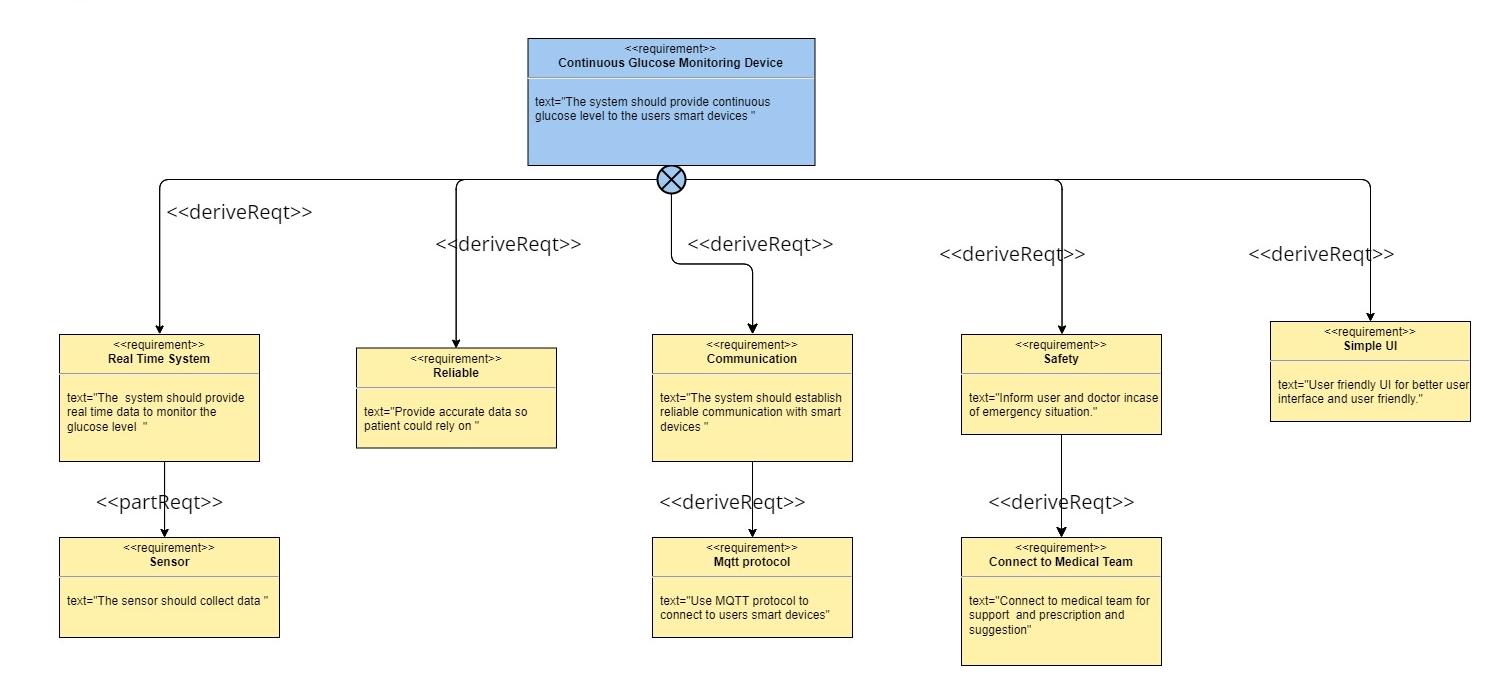 <<requirement>>
Continuous Glucose Monitoring Device
text="The system should provide continuous
glucose level to the users smart devices "
<<deriveReqt>>
<<deriveReqt>>
<<deriveReqt>>
<<deriveReqt>>
<<deriveReqt>>
<<requirement>>
Real Time System
text="The  system should provide
real time data to monitor the
glucose level  "
<<requirement>>
Reliable
text="Provide accurate data so
patient could rely on "
<<requirement>>
Communication
text="The system should establish
reliable communication with smart
devices "
<<requirement>>
Safety
text="Inform user and doctor incase
of emergency situation."
<<requirement>>
Simple UI
text="User friendly UI for better user
interface and user friendly."
<<partReqt>>
<<deriveReqt>>
<<deriveReqt>>
<<requirement>>
Sensor
text="The sensor should collect data "
<<requirement>>
Mqtt protocol
text="Use MQTT protocol to
connect to users smart devices"
<<requirement>>
Connect to Medical Team
text="Connect to medical team for
support  and prescription and
suggestion"